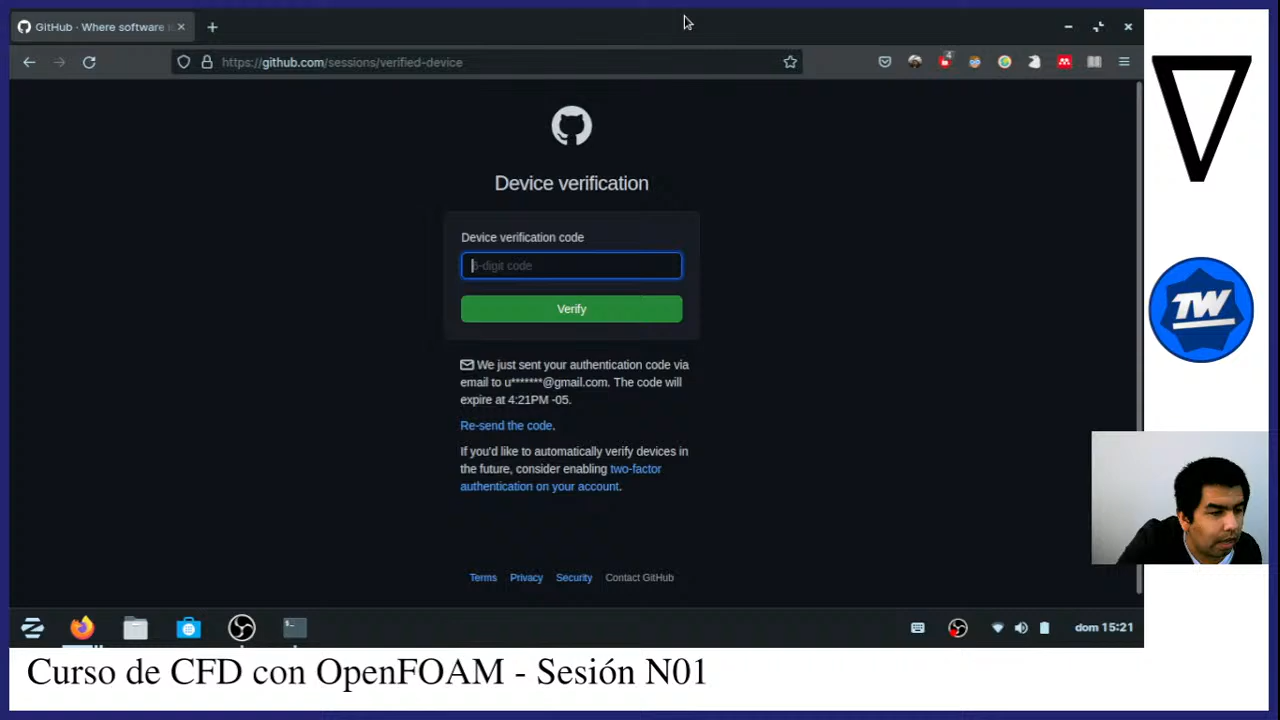 GitHub · Where software
https://github.com/sessions/verified-device
4
Device verification
Device verification code
6-digit code
Verify
We just sent your authentication code via
email to u*******@gmail.com. The code will
expire at 4:21PM -05.
Re-send the code.
If you'd like to automatically verify devices in
the future, consider enabling two-factor
authentication on your account.
Terms Privacy Security Contact GitHub
dom 15:21
TW
Curso de CFD con OpenFOAM - Sesión N01